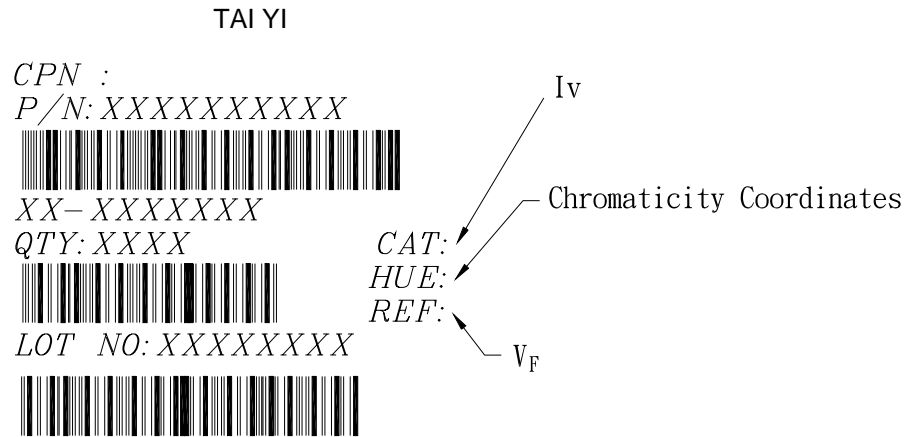 TAI YI
CPN :
P/N: XXXXXXXXXX
XX-XXXXXXX
QTY: XXXX
LOT NO: XXXXXXXX
CAT:
HUE:
REF:
Iv
Chromaticity Coordinates
VF